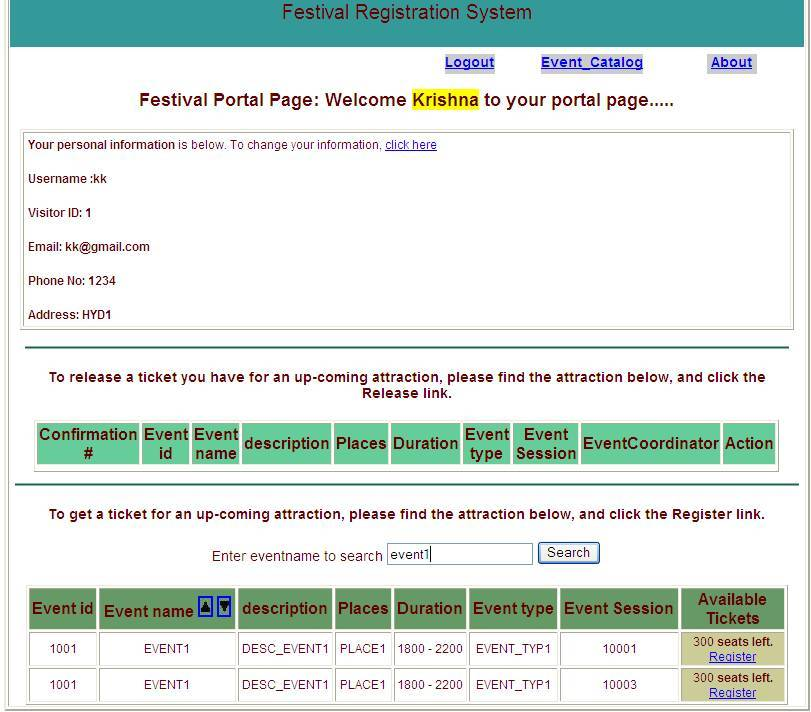 Festival Registration System
Logout Event_Catalog About
Festival Portal Page: Welcome Krishna to your portal page.....
Your personal information is below. To change your information, click here
Username :kk
Visitor ID: 1
Email: kk@gmail.com
Phone No: 1234
Address: HYD1
To release a ticket you have for an up-coming attraction, please find the attraction below, and click the
Release link.
Confirmation # Event id Event name description Places Duration Event type Event Session EventCoordinator Action
To get a ticket for an up-coming attraction, please find the attraction below, and click the Register link.
Enter eventname to search event1 Search
Event id Event name ▲ ▼ description Places Duration Event type Event Session Available Tickets
1001 EVENT1 DESC_EVENT1 PLACE1 1800 - 2200 EVENT_TYP1 10001 300 seats left. Register
1001 EVENT1 DESC_EVENT1 PLACE1 1800 - 2200 EVENT_TYP1 10003 300 seats left. Register